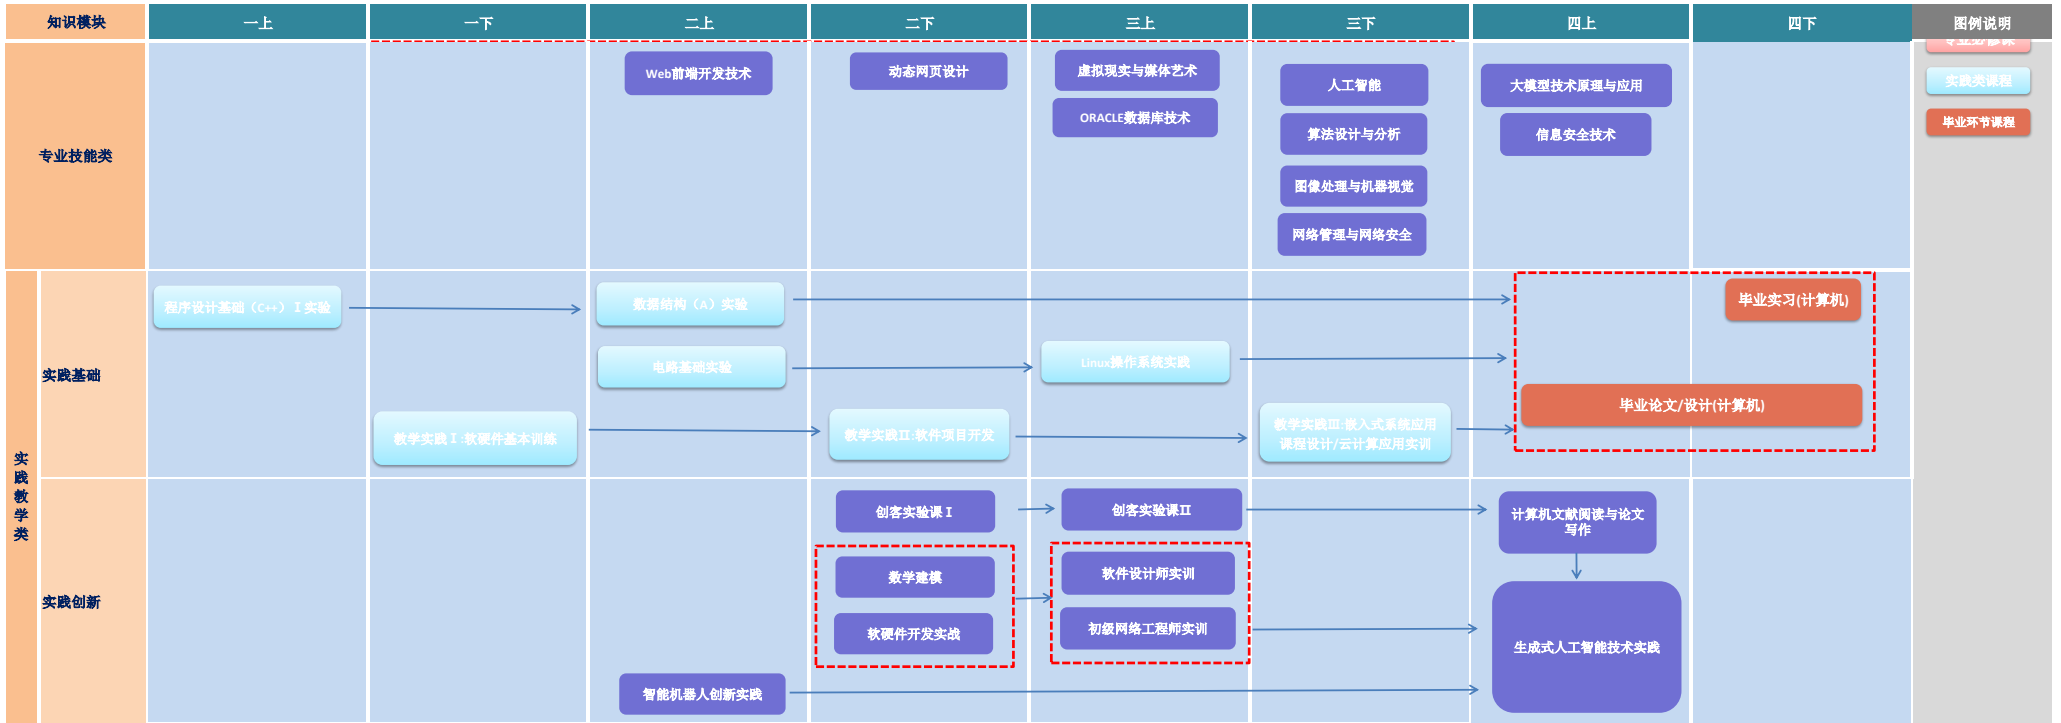 知识模块
一上
一下
二上
二下
三上
三下
四上
四下
图例说明
专业必修课
实践类课程
毕业环节课程
专业技能类
Web前端开发技术
动态网页设计
虚拟现实与媒体艺术
ORACLE数据库技术
人工智能
算法设计与分析
图像处理与机器视觉
网络管理与网络安全
大模型技术原理与应用
信息安全技术
实践教学类
实践基础
程序设计基础（C++）Ⅰ实验
数据结构（A）实验
毕业实习(计算机)
电路基础实验
Linux操作系统实践
毕业论文/设计(计算机)
教学实践Ⅰ:软硬件基本训练
教学实践Ⅱ:软件项目开发
教学实践Ⅲ:嵌入式系统应用
课程设计/云计算应用实训
实践创新
创客实验课Ⅰ
创客实验课Ⅱ
计算机文献阅读与论文
写作
数学建模
软件设计师实训
软硬件开发实战
初级网络工程师实训
生成式人工智能技术实践
智能机器人创新实践